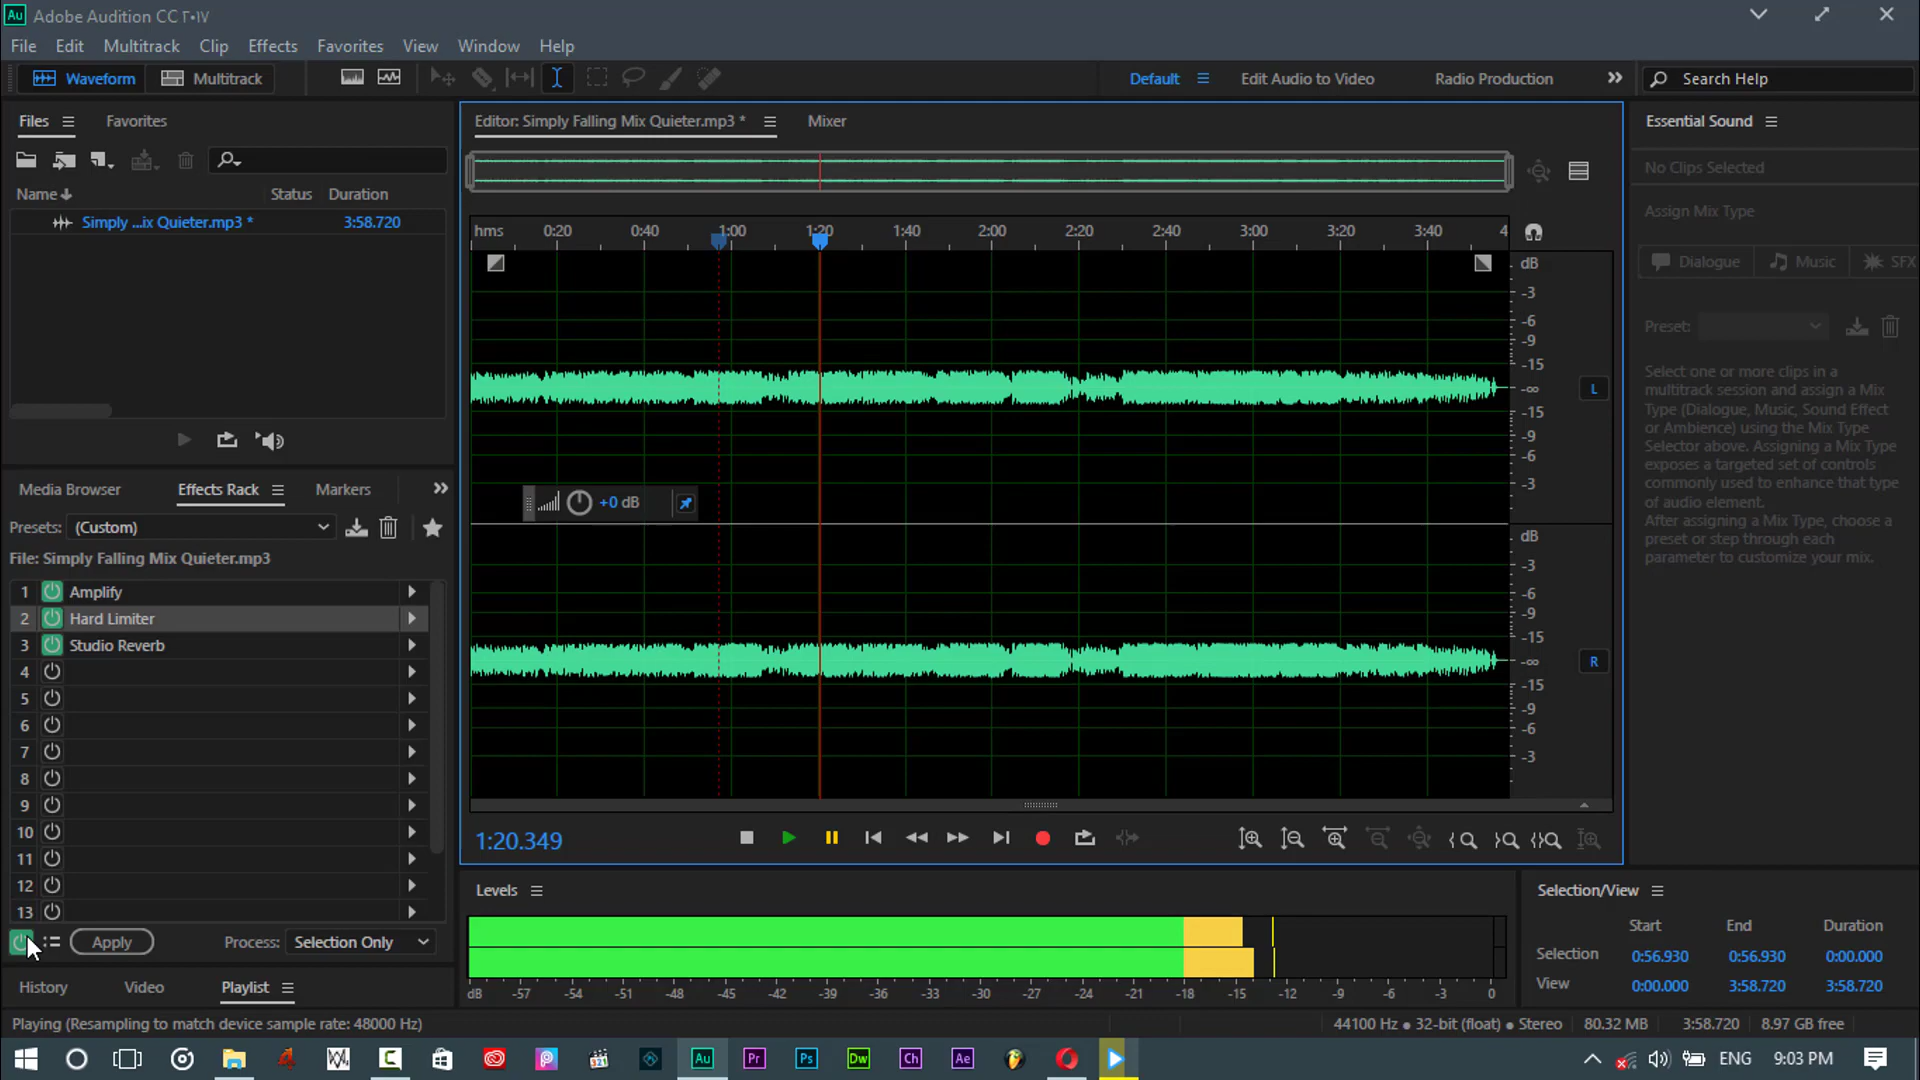 Au Adobe Audition CC ٢٠١٧
File Edit Multitrack Clip Effects Favorites View Window Help
Waveform Multitrack Default Edit Audio to Video Radio Production Search Help
Files Favorites
Name Status Duration
Simply ...ix Quieter.mp3 * 3:58.720
Media Browser Effects Rack Markers
Presets: (Custom)
File: Simply Falling Mix Quieter.mp3
1 Amplify
2 Hard Limiter
3 Studio Reverb
4
5
6
7
8
9
10
11
12
13
Apply Process: Selection Only
History Video Playlist
Editor: Simply Falling Mix Quieter.mp3 * Mixer
hms 0:20 0:40 1:00 1:20 1:40 2:00 2:20 2:40 3:00 3:20 3:40 4
dB
-3
-6
-9
-15
-∞
-15
-9
-6
-3
L
+0 dB
dB
-3
-6
-9
-15
-∞
-15
-9
-6
-3
R
1:20.349
Levels
dB -57 -54 -51 -48 -45 -42 -39 -36 -33 -30 -27 -24 -21 -18 -15 -12 -9 -6 -3 0
Essential Sound
No Clips Selected
Assign Mix Type
Dialogue Music SFX
Preset:
Select one or more clips in a
multitrack session and assign a Mix
Type (Dialogue, Music, Sound Effect
or Ambience) using the Mix Type
Selector above. Assigning a Mix Type
exposes a targeted set of controls
commonly used to enhance that type
of audio element.
After assigning a Mix Type, choose a
preset or step through each
parameter to customize your mix.
Selection/View
Start End Duration
Selection 0:56.930 0:56.930 0:00.000
View 0:00.000 3:58.720 3:58.720
Playing (Resampling to match device sample rate: 48000 Hz) 44100 Hz ● 32-bit (float) ● Stereo 80.32 MB 3:58.720 8.97 GB free
Au Pr Ps Dw Ch Ae ENG 9:03 PM